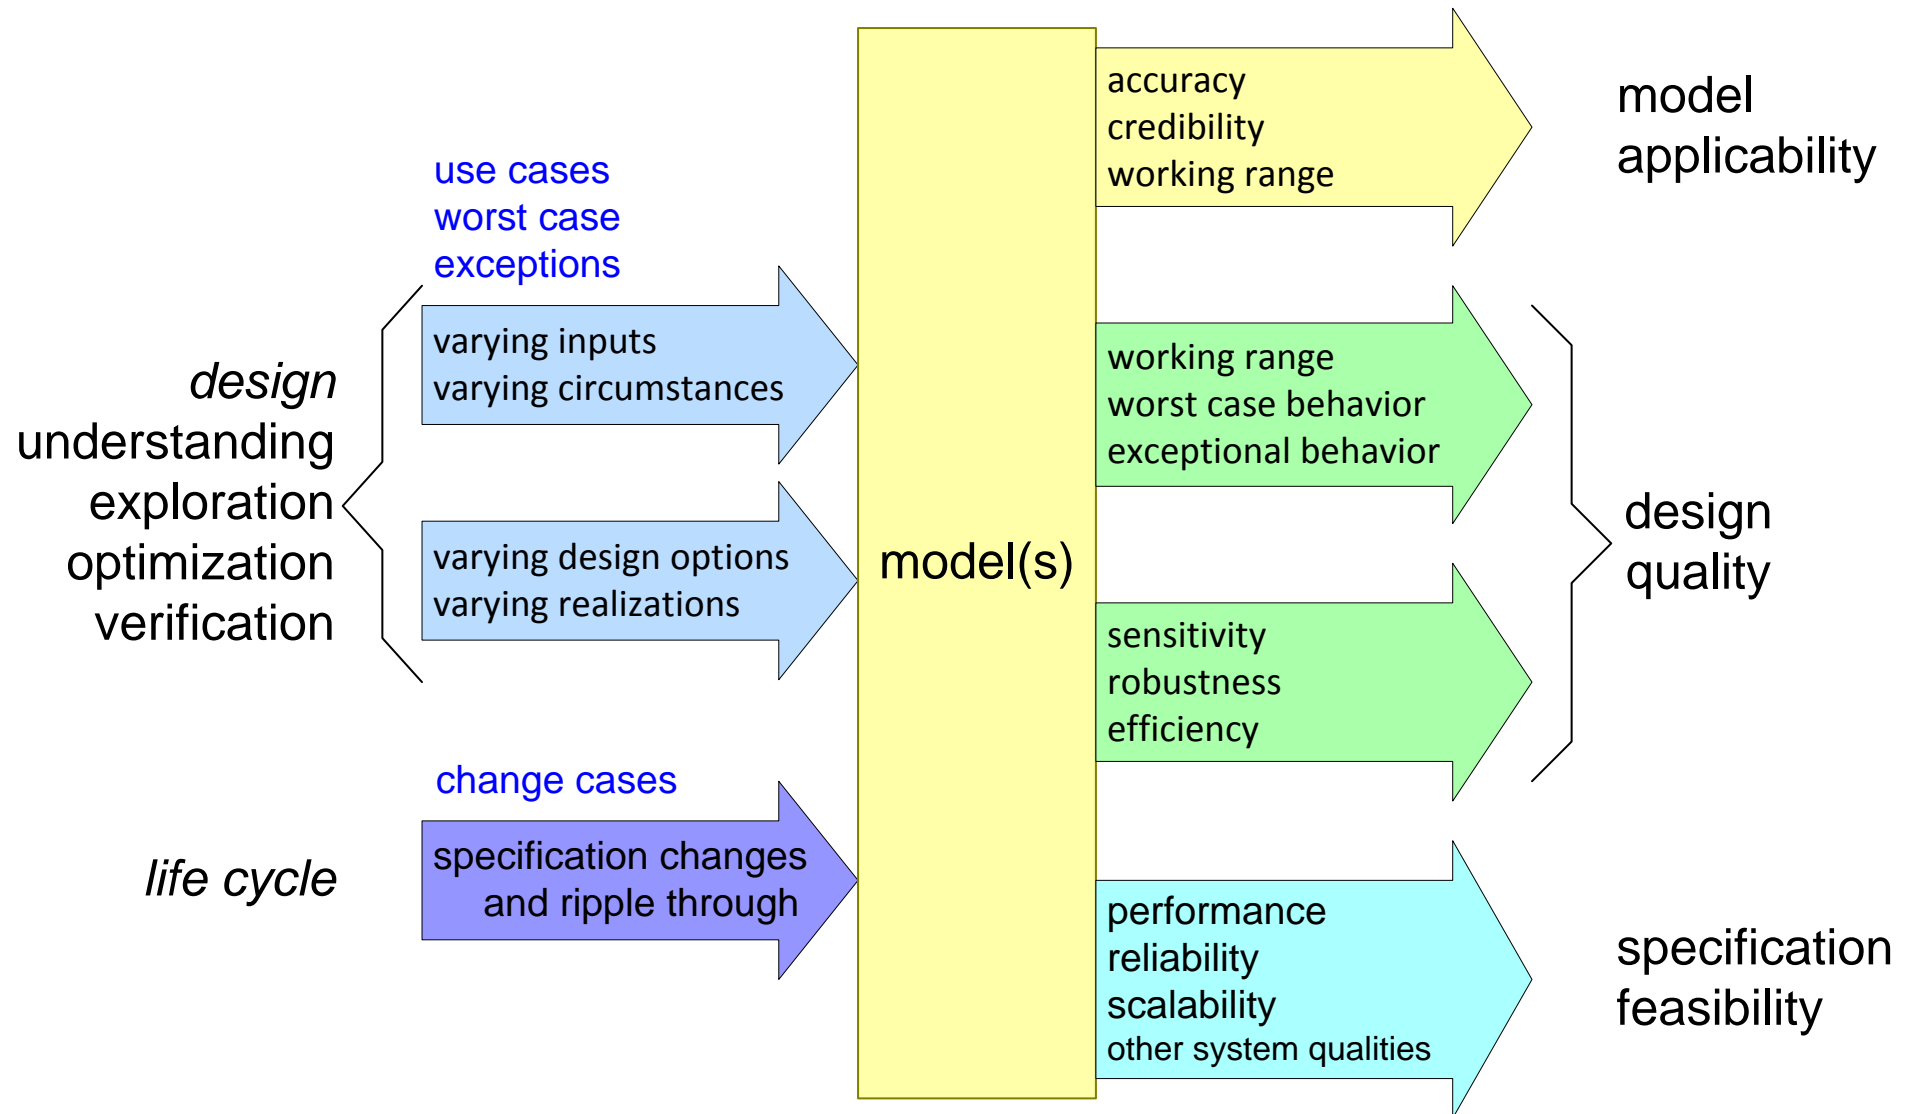 design
understanding
exploration
optimization
verification
use cases
worst case
exceptions
varying inputs
varying circumstances
varying design options
varying realizations
life cycle
change cases
specification changes
and ripple through
model(s)
accuracy
credibility
working range
model
applicability
working range
worst case behavior
exceptional behavior
sensitivity
robustness
efficiency
design
quality
performance
reliability
scalability
other system qualities
specification
feasibility